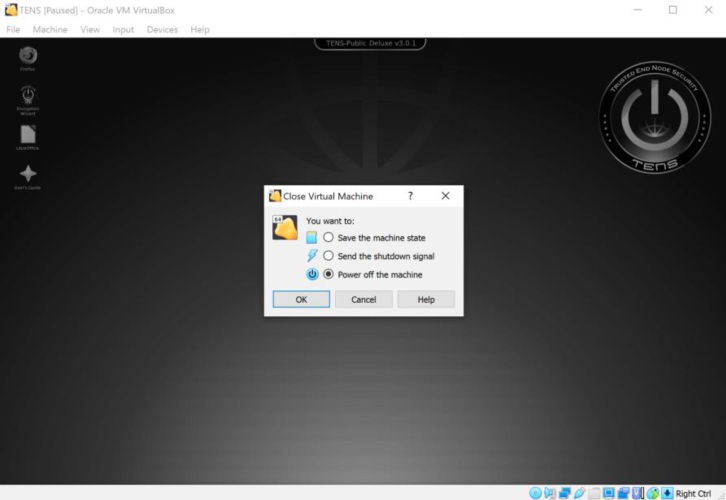 TENS [Paused] - Oracle VM VirtualBox
File Machine View Input Devices Help
TENS-Public Deluxe v3.0.1
Firefox
Encryption
Wizard
LibreOffice
User's Guide
TRUSTED END NODE SECURITY
TENS
Close Virtual Machine ?
64
You want to:
Save the machine state
Send the shutdown signal
Power off the machine
OK Cancel Help
Right Ctrl